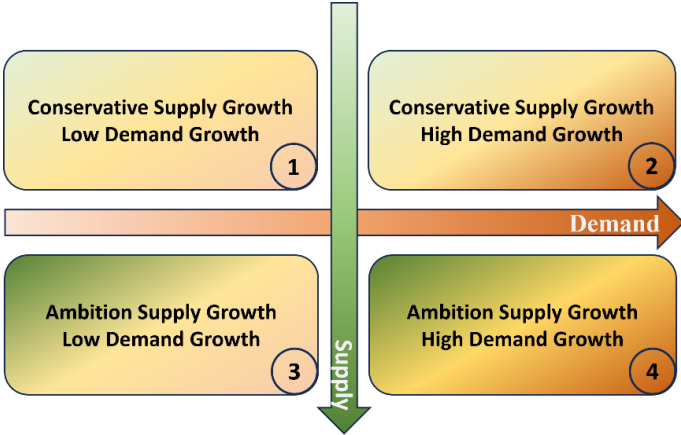 Conservative Supply Growth
Low Demand Growth
1
Conservative Supply Growth
High Demand Growth
2
Demand
Ambition Supply Growth
Low Demand Growth
3
Supply
Ambition Supply Growth
High Demand Growth
4